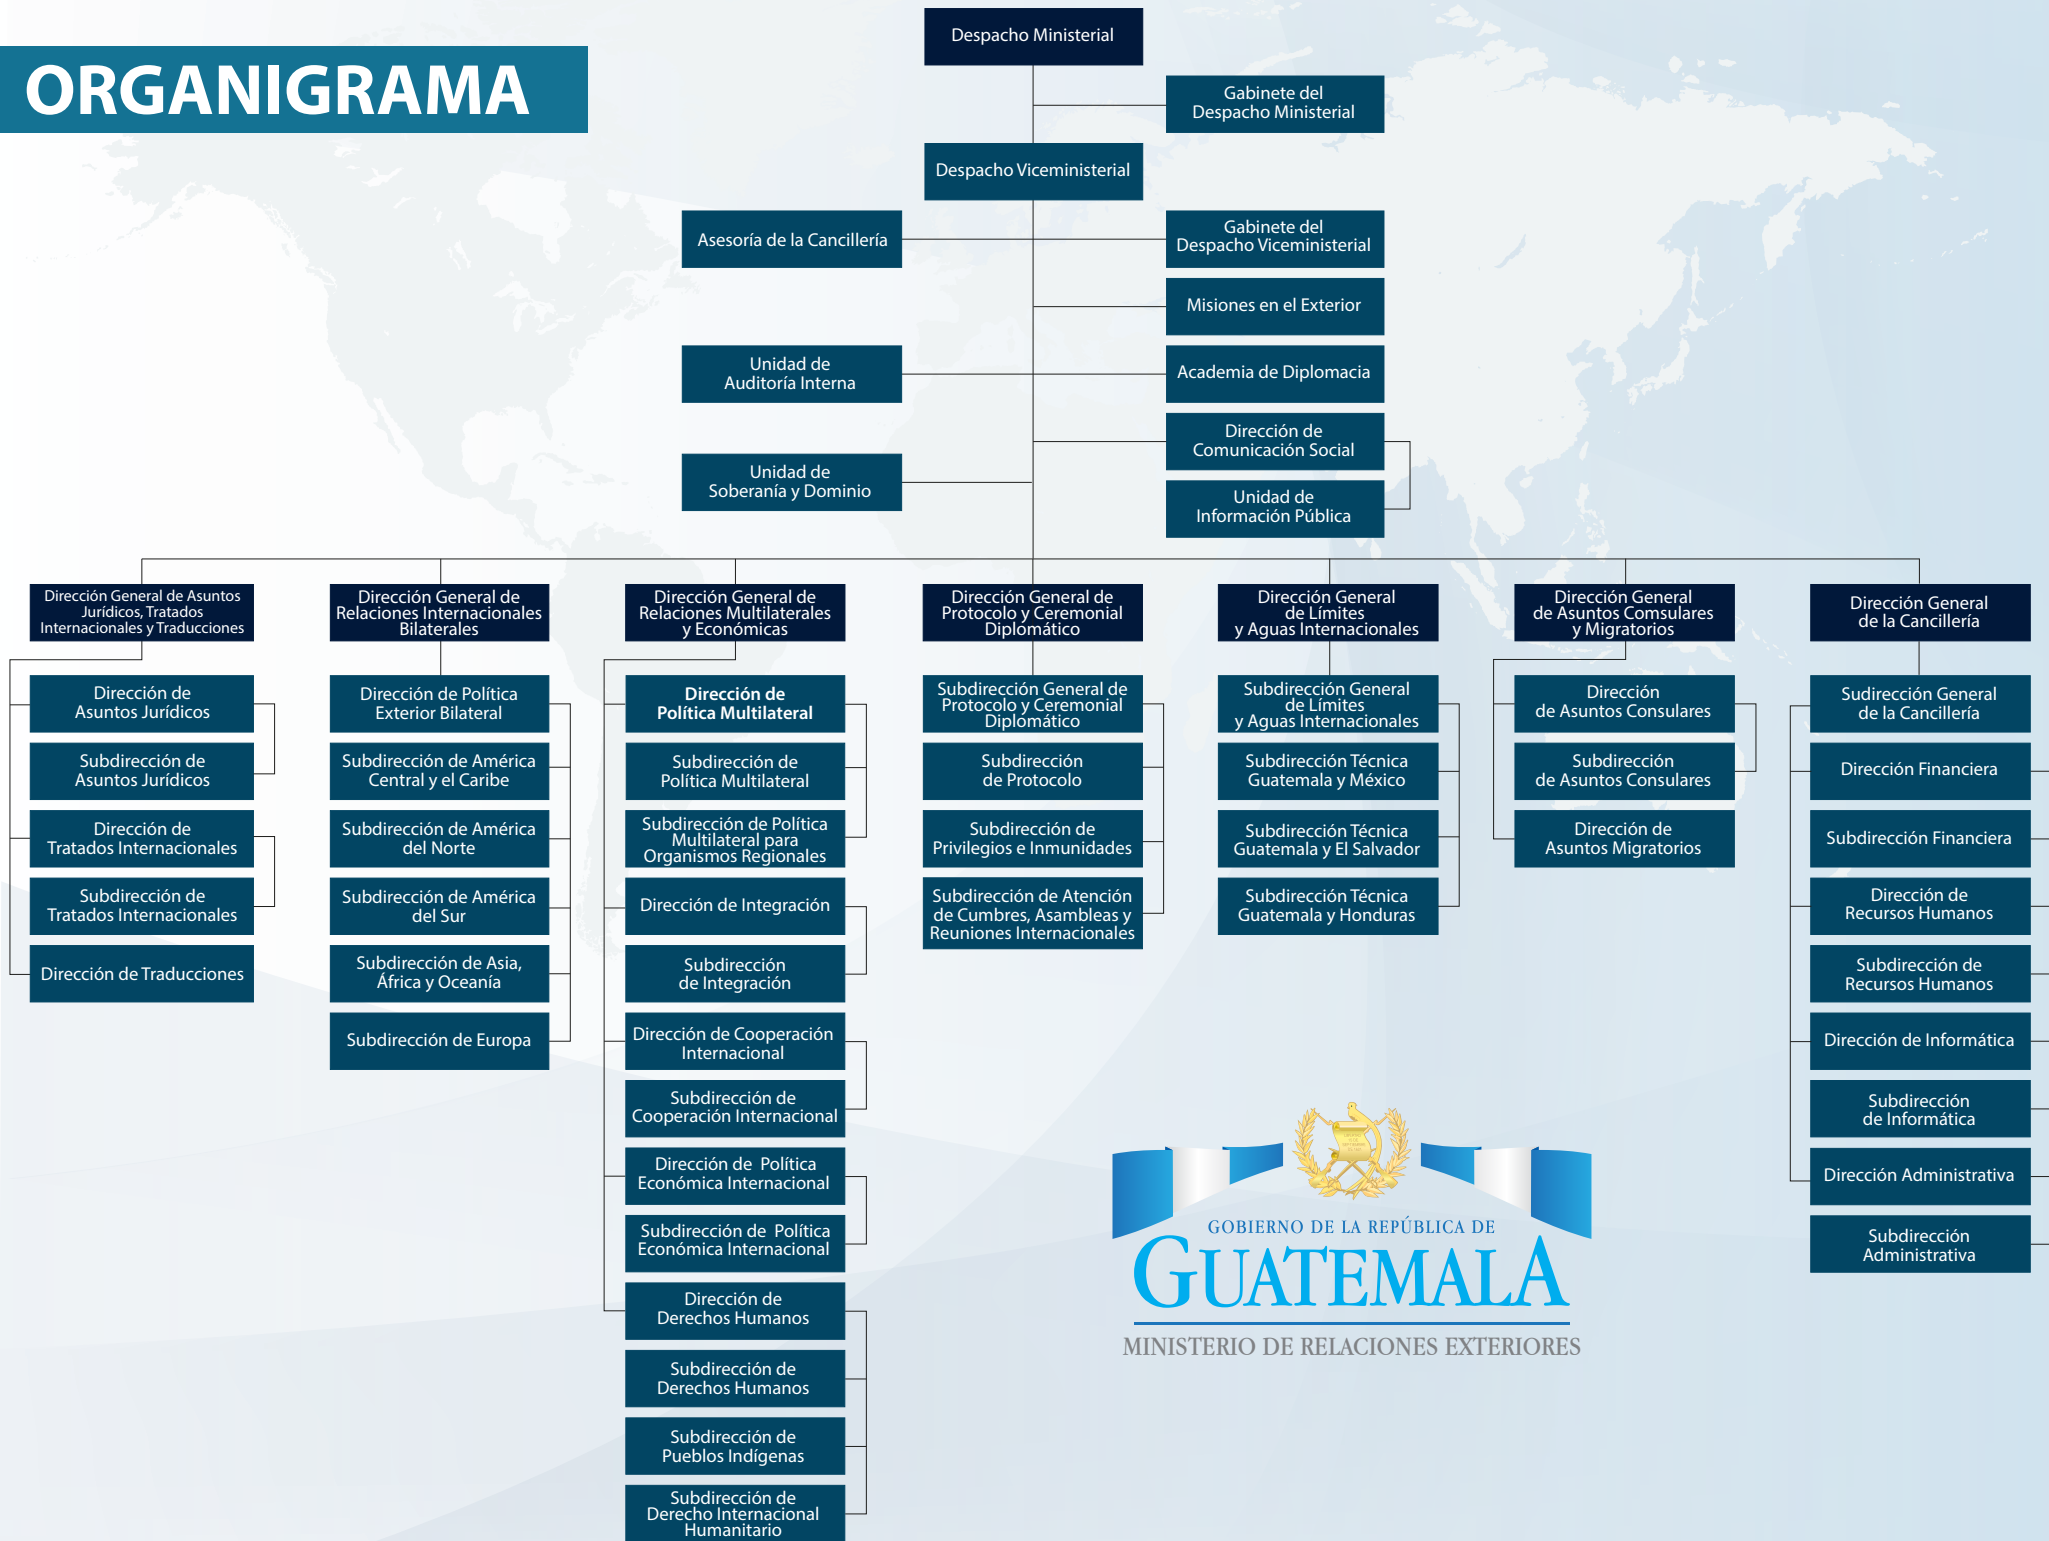 ORGANIGRAMA
Despacho Ministerial
Gabinete del
Despacho Ministerial
Despacho Viceministerial
Asesoría de la Cancillería
Gabinete del
Despacho Viceministerial
Misiones en el Exterior
Unidad de
Auditoría Interna
Academia de Diplomacia
Dirección de
Comunicación Social
Unidad de
Soberanía y Dominio
Unidad de
Información Pública
Dirección General de Asuntos
Jurídicos, Tratados
Internacionales y Traducciones
Dirección de
Asuntos Jurídicos
Subdirección de
Asuntos Jurídicos
Dirección de
Tratados Internacionales
Subdirección de
Tratados Internacionales
Dirección de Traducciones
Dirección General de
Relaciones Internacionales
Bilaterales
Dirección de Política
Exterior Bilateral
Subdirección de América
Central y el Caribe
Subdirección de América
del Norte
Subdirección de América
del Sur
Subdirección de Asia,
África y Oceanía
Subdirección de Europa
Dirección General de
Relaciones Multilaterales
y Económicas
Dirección de
Política Multilateral
Subdirección de
Política Multilateral
Subdirección de Política
Multilateral para
Organismos Regionales
Dirección de Integración
Subdirección
de Integración
Dirección de Cooperación
Internacional
Subdirección de
Cooperación Internacional
Dirección de Política
Económica Internacional
Subdirección de Política
Económica Internacional
Dirección de
Derechos Humanos
Subdirección de
Derechos Humanos
Subdirección de
Pueblos Indígenas
Subdirección de
Derecho Internacional
Humanitario
Dirección General de
Protocolo y Ceremonial
Diplomático
Subdirección General de
Protocolo y Ceremonial
Diplomático
Subdirección
de Protocolo
Subdirección de
Privilegios e Inmunidades
Subdirección de Atención
de Cumbres, Asambleas y
Reuniones Internacionales
Dirección General
de Límites
y Aguas Internacionales
Subdirección General
de Límites
y Aguas Internacionales
Subdirección Técnica
Guatemala y México
Subdirección Técnica
Guatemala y El Salvador
Subdirección Técnica
Guatemala y Honduras
Dirección General
de Asuntos Comsulares
y Migratorios
Dirección
de Asuntos Consulares
Subdirección
de Asuntos Consulares
Dirección de
Asuntos Migratorios
Dirección General
de la Cancillería
Sudirección General
de la Cancillería
Dirección Financiera
Subdirección Financiera
Dirección de
Recursos Humanos
Subdirección de
Recursos Humanos
Dirección de Informática
Subdirección
de Informática
Dirección Administrativa
Subdirección
Administrativa
GOBIERNO DE LA REPÚBLICA DE
GUATEMALA
MINISTERIO DE RELACIONES EXTERIORES